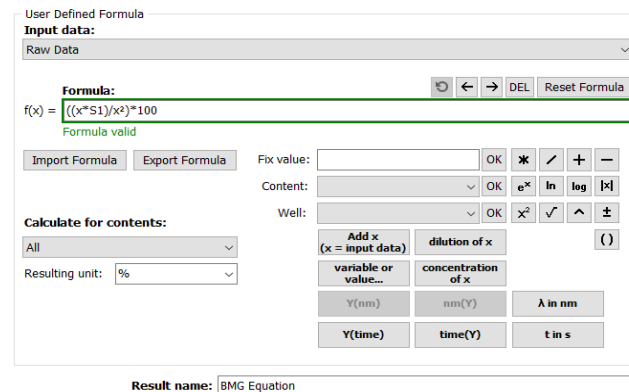 User Defined Formula
Input data:
Raw Data
Formula:
DEL Reset Formula
f(x) = ((x*S1)/x²)*100
Formula valid
Import Formula Export Formula Fix value: OK * / + −
Content: OK eˣ ln log |x|
Well: OK x² √ ^ ±
Calculate for contents:
All
Add x
(x = input data)
dilution of x
( )
Resulting unit: %
variable or
value...
concentration
of x
Y(nm) nm(Y) λ in nm
Y(time) time(Y) t in s
Result name: BMG Equation